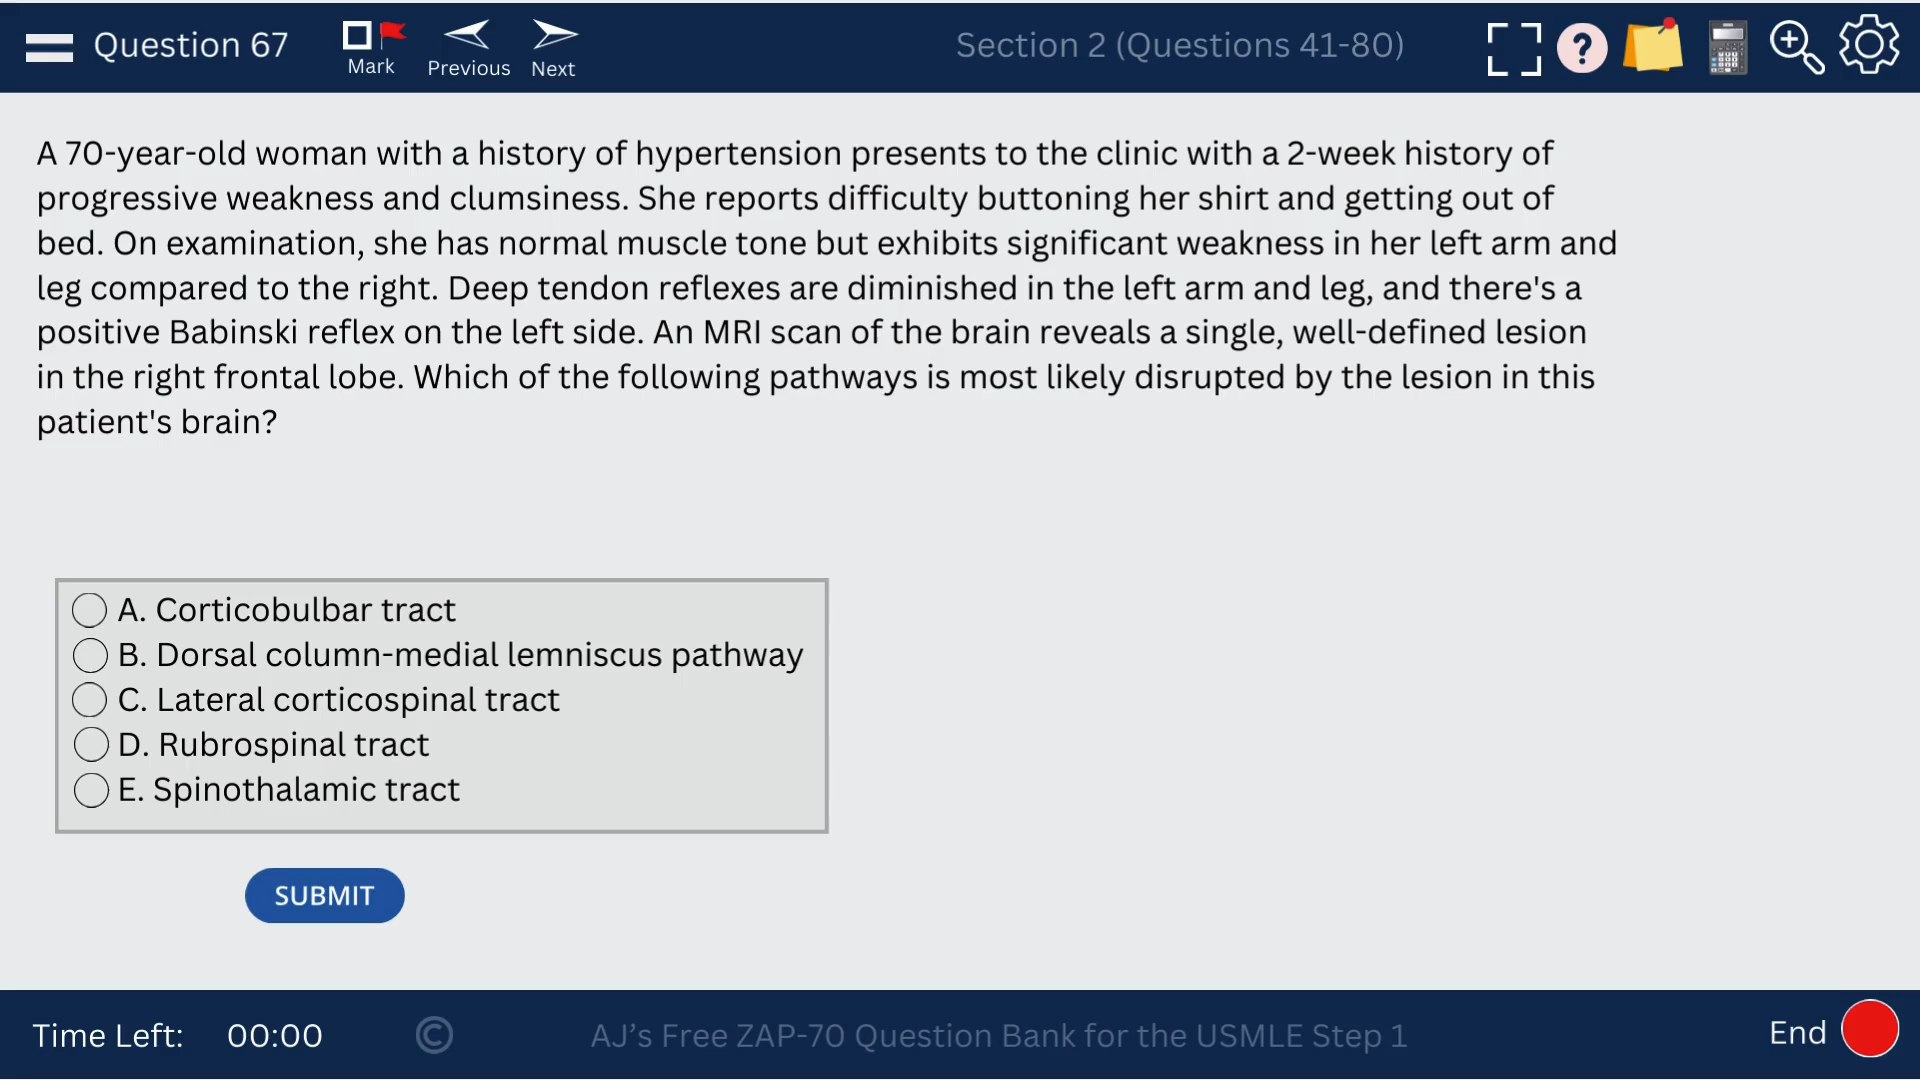 Question 67
Mark
Previous
Next
Section 2 (Questions 41-80)
?
A 70-year-old woman with a history of hypertension presents to the clinic with a 2-week history of
progressive weakness and clumsiness. She reports difficulty buttoning her shirt and getting out of
bed. On examination, she has normal muscle tone but exhibits significant weakness in her left arm and
leg compared to the right. Deep tendon reflexes are diminished in the left arm and leg, and there's a
positive Babinski reflex on the left side. An MRI scan of the brain reveals a single, well-defined lesion
in the right frontal lobe. Which of the following pathways is most likely disrupted by the lesion in this
patient's brain?
A. Corticobulbar tract
B. Dorsal column-medial lemniscus pathway
C. Lateral corticospinal tract
D. Rubrospinal tract
E. Spinothalamic tract
SUBMIT
Time Left: 00:00
©
AJ’s Free ZAP-70 Question Bank for the USMLE Step 1
End